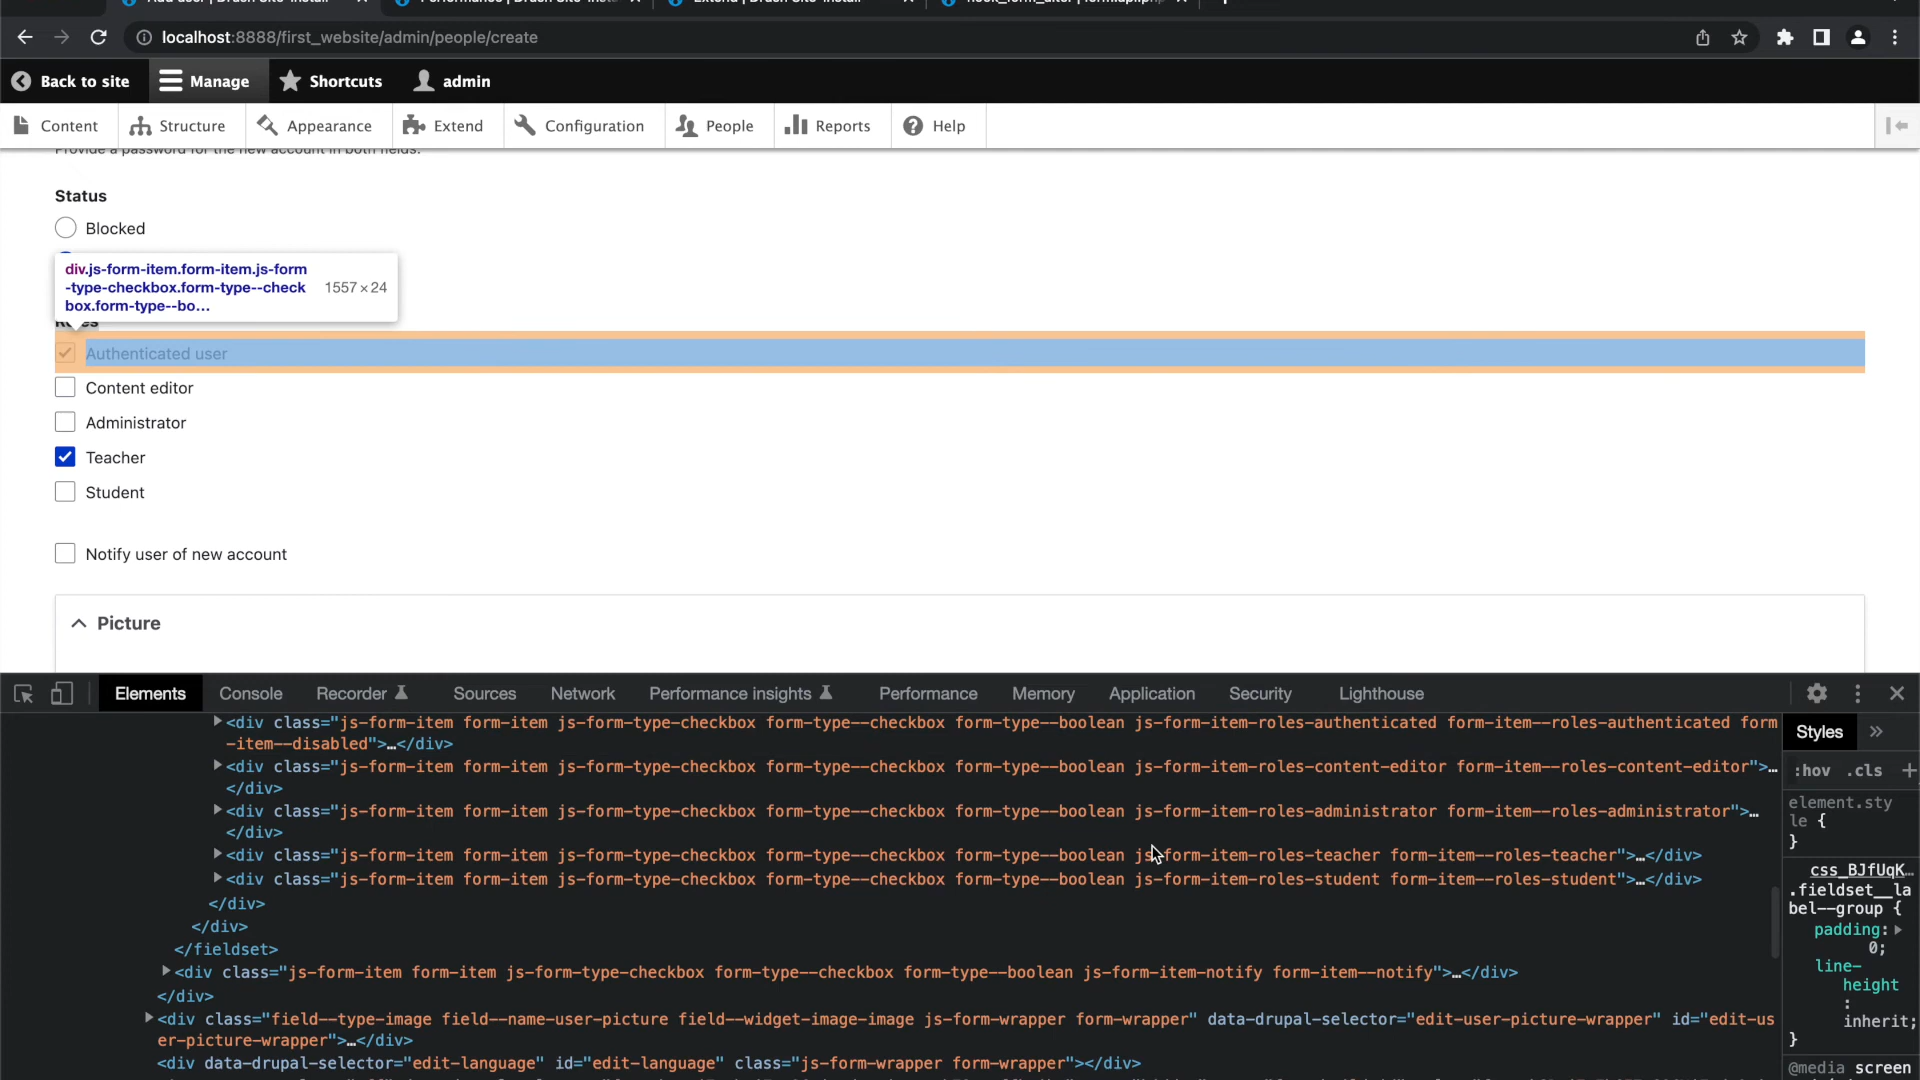 localhost:8888/first_website/admin/people/create
Back to site Manage Shortcuts admin
Content Structure Appearance Extend Configuration People Reports Help
Provide a password for the new account in both fields.
Status
Blocked
div.js-form-item.form-item.js-form
-type-checkbox.form-type--check
box.form-type--bo… 1557 × 24
Roles
Authenticated user
Content editor
Administrator
Teacher
Student
Notify user of new account
Picture
Elements Console Recorder Sources Network Performance insights Performance Memory Application Security Lighthouse
<div class="js-form-item form-item js-form-type-checkbox form-type--checkbox form-type--boolean js-form-item-roles-authenticated form-item--roles-authenticated form
-item--disabled">…</div>
<div class="js-form-item form-item js-form-type-checkbox form-type--checkbox form-type--boolean js-form-item-roles-content-editor form-item--roles-content-editor">…
</div>
<div class="js-form-item form-item js-form-type-checkbox form-type--checkbox form-type--boolean js-form-item-roles-administrator form-item--roles-administrator">…
</div>
<div class="js-form-item form-item js-form-type-checkbox form-type--checkbox form-type--boolean js-form-item-roles-teacher form-item--roles-teacher">…</div>
<div class="js-form-item form-item js-form-type-checkbox form-type--checkbox form-type--boolean js-form-item-roles-student form-item--roles-student">…</div>
</div>
</div>
</fieldset>
<div class="js-form-item form-item js-form-type-checkbox form-type--checkbox form-type--boolean js-form-item-notify form-item--notify">…</div>
</div>
<div class="field--type-image field--name-user-picture field--widget-image-image js-form-wrapper form-wrapper" data-drupal-selector="edit-user-picture-wrapper" id="edit-us
er-picture-wrapper">…</div>
<div data-drupal-selector="edit-language" id="edit-language" class="js-form-wrapper form-wrapper"></div>
Styles
:hov .cls
element.sty
le {
}
css_BJfUqK…
.fieldset__la
bel--group {
padding:
0;
line-
height
:
inherit;
}
@media screen